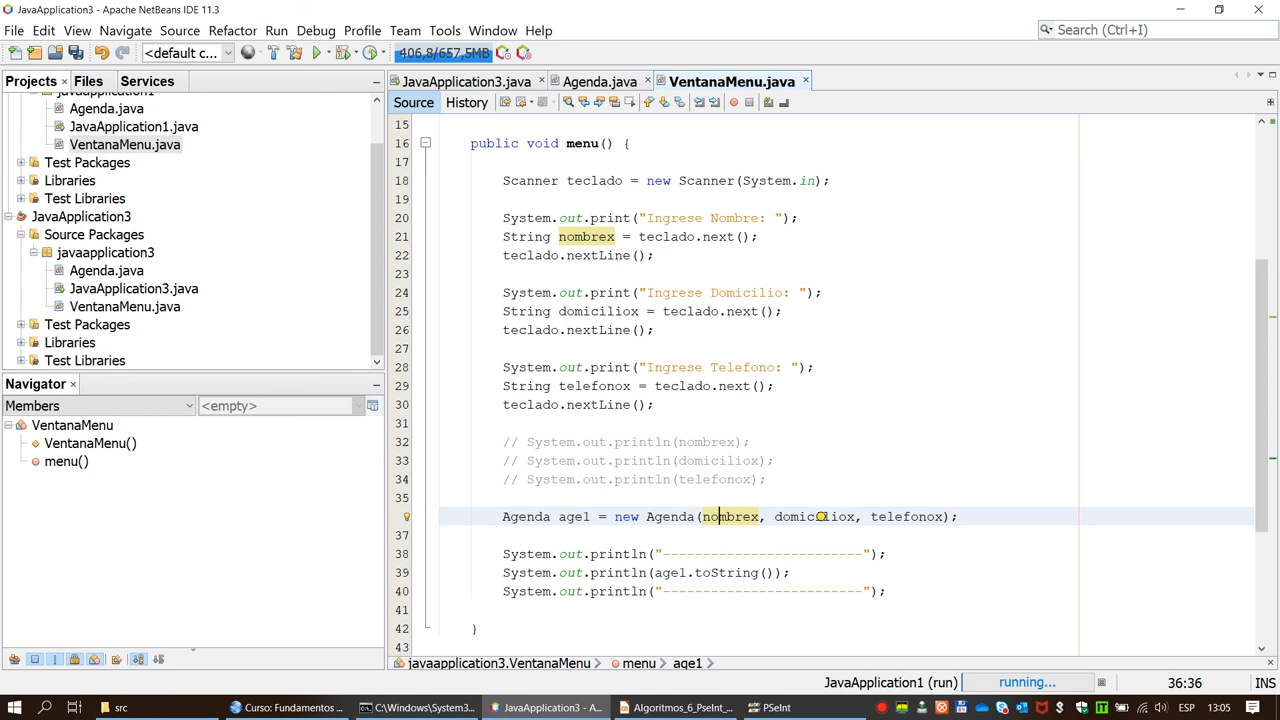 JavaApplication3 - Apache NetBeans IDE 11.3
File Edit View Navigate Source Refactor Run Debug Profile Team Tools Window Help
Search (Ctrl+I)
<default c...
406,8/657,5MB
Projects Files Services
JavaApplication3.java Agenda.java VentanaMenu.java
Source History
javaapplication1
Agenda.java
JavaApplication1.java
VentanaMenu.java
Test Packages
Libraries
Test Libraries
JavaApplication3
Source Packages
javaapplication3
Agenda.java
JavaApplication3.java
VentanaMenu.java
Test Packages
Libraries
Test Libraries
Navigator
Members
<empty>
VentanaMenu
VentanaMenu()
menu()
15
16 public void menu() {
17
18 Scanner teclado = new Scanner(System.in);
19
20 System.out.print("Ingrese Nombre: ");
21 String nombrex = teclado.next();
22 teclado.nextLine();
23
24 System.out.print("Ingrese Domicilio: ");
25 String domiciliox = teclado.next();
26 teclado.nextLine();
27
28 System.out.print("Ingrese Telefono: ");
29 String telefonox = teclado.next();
30 teclado.nextLine();
31
32 // System.out.println(nombrex);
33 // System.out.println(domiciliox);
34 // System.out.println(telefonox);
35
Agenda age1 = new Agenda(nombrex, domiciliox, telefonox);
37
38 System.out.println("-------------------------");
39 System.out.println(age1.toString());
40 System.out.println("-------------------------");
41
42 }
43
javaapplication3.VentanaMenu menu age1
JavaApplication1 (run) running... 36:36 INS
src Curso: Fundamentos ... C:\Windows\System3... JavaApplication3 - A... Algoritmos_6_PseInt_... PSeInt ESP 13:05